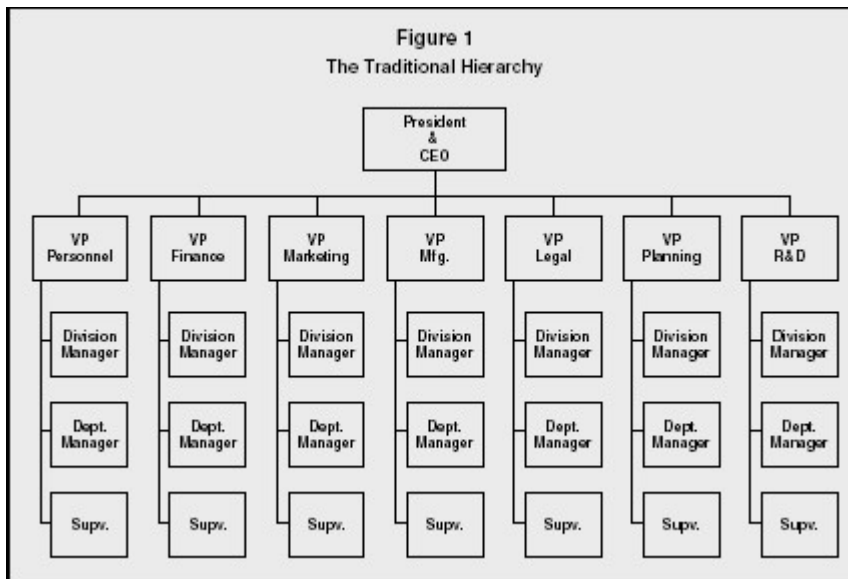 Figure 1
The Traditional Hierarchy
President
&
CEO
VP
Personnel
VP
Finance
VP
Marketing
VP
Mfg.
VP
Legal
VP
Planning
VP
R&D
Division
Manager
Division
Manager
Division
Manager
Division
Manager
Division
Manager
Division
Manager
Division
Manager
Dept.
Manager
Dept.
Manager
Dept.
Manager
Dept.
Manager
Dept.
Manager
Dept.
Manager
Dept.
Manager
Supv.
Supv.
Supv.
Supv.
Supv.
Supv.
Supv.